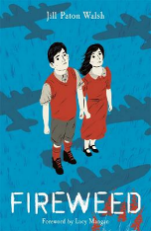 Jill Paton Walsh
FIREWEED
Foreword by Lucy Mangan